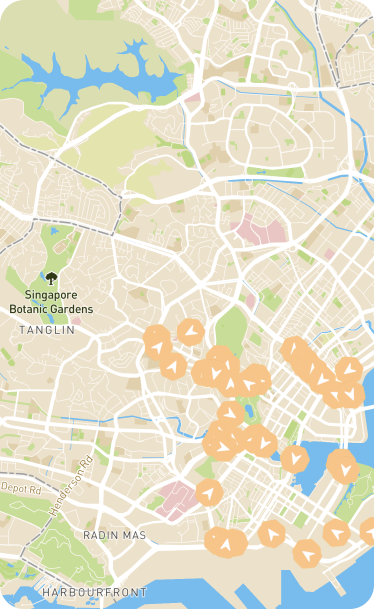 Singapore
Botanic Gardens
TANGLIN
Henderson Rd
Depot Rd
RADIN MAS
HARBOURFRONT